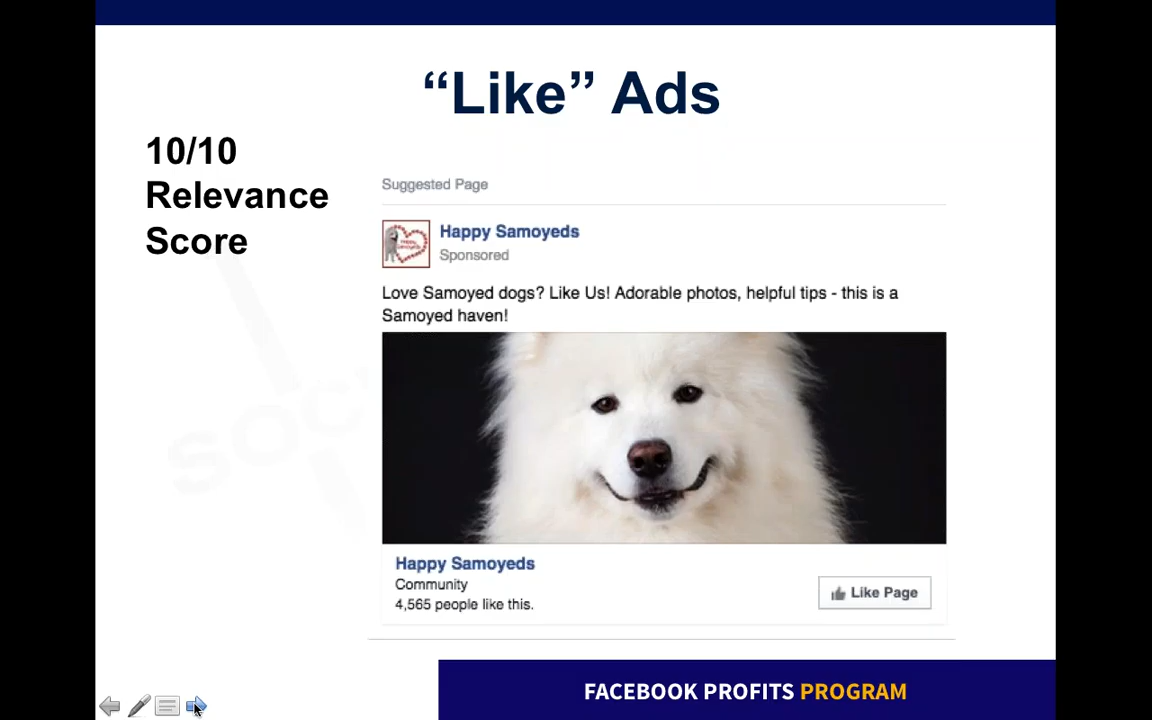 “Like” Ads
10/10
Relevance
Score
Suggested Page
Happy Samoyeds
Sponsored
Love Samoyed dogs? Like Us! Adorable photos, helpful tips - this is a
Samoyed haven!
Happy Samoyeds
Community
4,565 people like this.
Like Page
FACEBOOK PROFITS PROGRAM